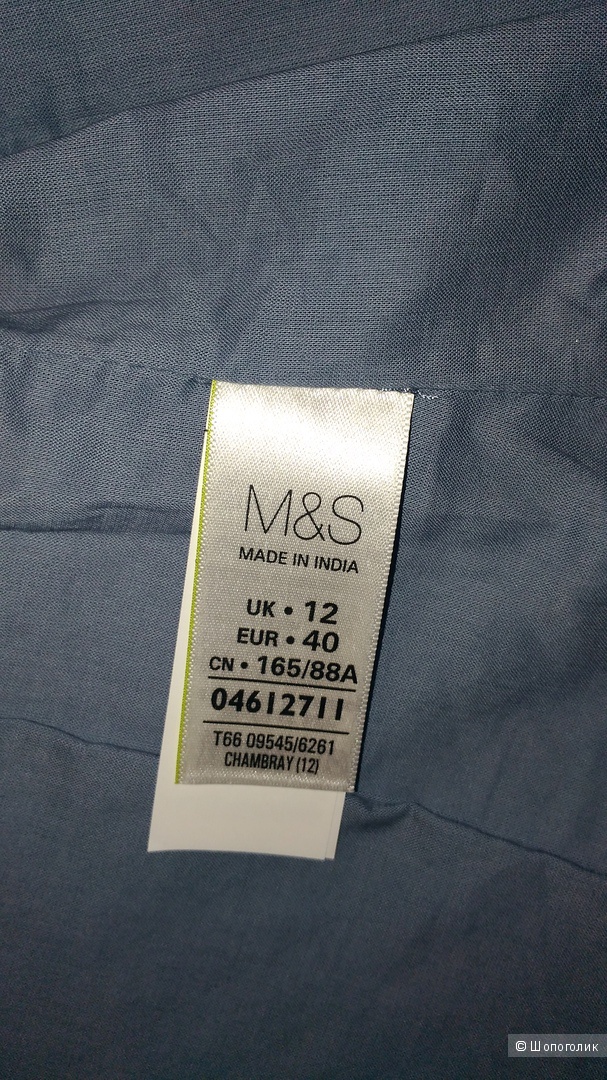 M&S
MADE IN INDIA
UK • 12
EUR • 40
CN • 165/88A
04612711
T66 09545/6261
CHAMBRAY (12)
© Шопоголик